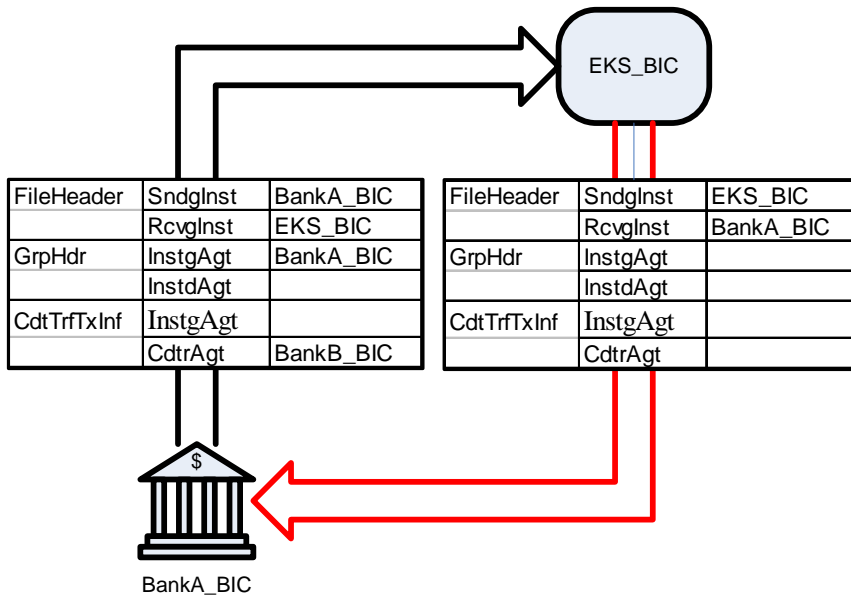 EKS_BIC
FileHeader SndgInst BankA_BIC
RcvgInst EKS_BIC
GrpHdr InstgAgt BankA_BIC
InstdAgt
CdtTrfTxInf InstgAgt
CdtrAgt BankB_BIC
FileHeader SndgInst EKS_BIC
RcvgInst BankA_BIC
GrpHdr InstgAgt
InstdAgt
CdtTrfTxInf InstgAgt
CdtrAgt
$
BankA_BIC